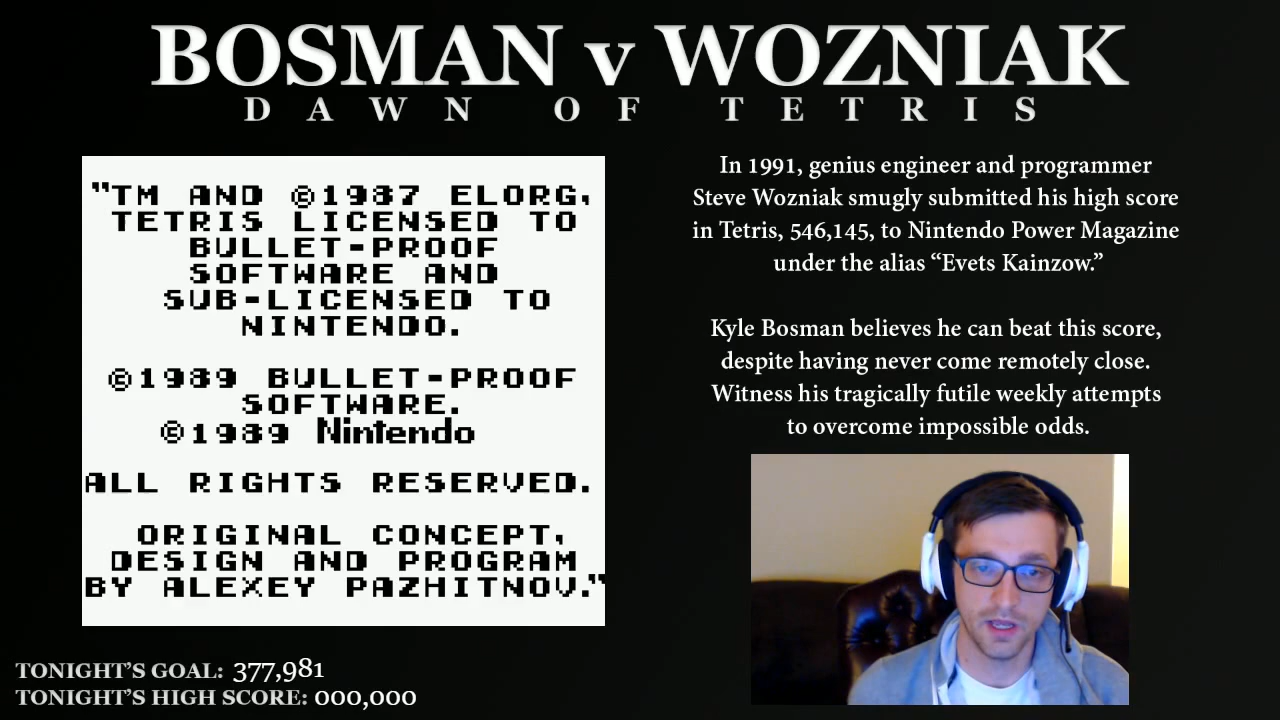 BOSMAN v WOZNIAK
DAWN OF TETRIS
"TM AND ©1987 ELORG,
TETRIS LICENSED TO
BULLET-PROOF
SOFTWARE AND
SUB-LICENSED TO
NINTENDO.
©1989 BULLET-PROOF
SOFTWARE.
©1989 Nintendo
ALL RIGHTS RESERVED.
ORIGINAL CONCEPT,
DESIGN AND PROGRAM
BY ALEXEY PAZHITNOV."
In 1991, genius engineer and programmer
Steve Wozniak smugly submitted his high score
in Tetris, 546,145, to Nintendo Power Magazine
under the alias “Evets Kainzow.”
Kyle Bosman believes he can beat this score,
despite having never come remotely close.
Witness his tragically futile weekly attempts
to overcome impossible odds.
TONIGHT'S GOAL: 377,981
TONIGHT'S HIGH SCORE: 000,000